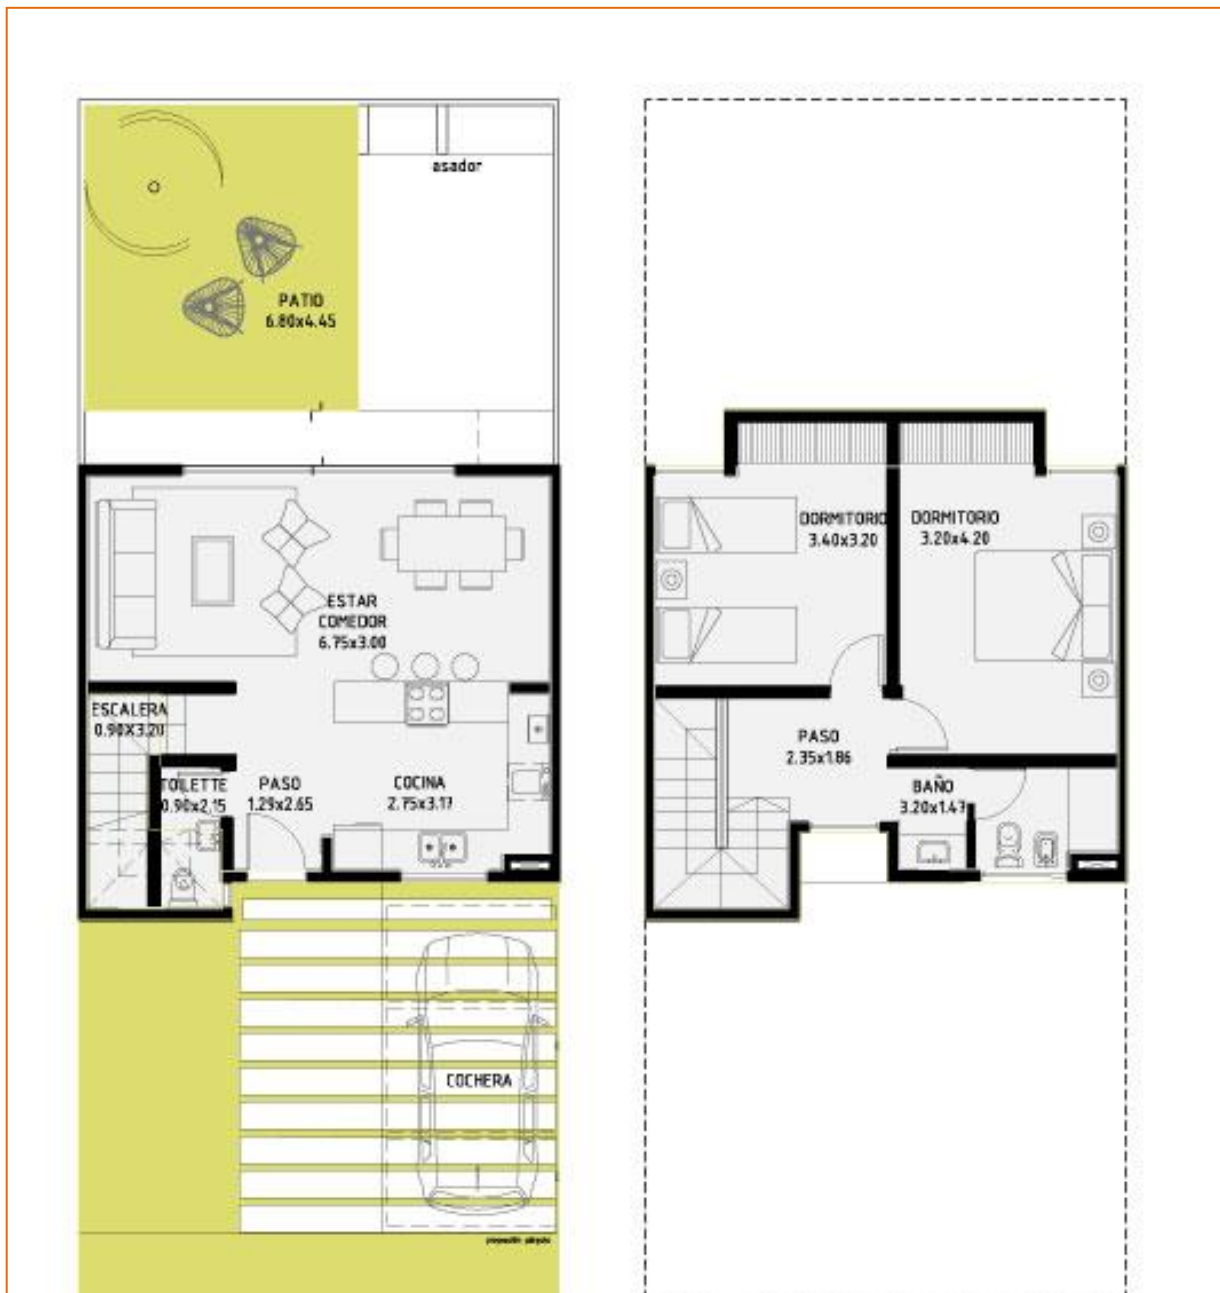 asador
PATIO
6.80x4.45
ESTAR
COMEDOR
6.75x3.00
ESCALERA
0.90X3.20
TOILETTE
0.90x2.15
PASO
1.29x2.65
COCINA
2.75x3.17
COCHERA
DORMITORIO
3.40x3.20
DORMITORIO
3.20x4.20
PASO
2.35x1.86
BAÑO
3.20x1.47